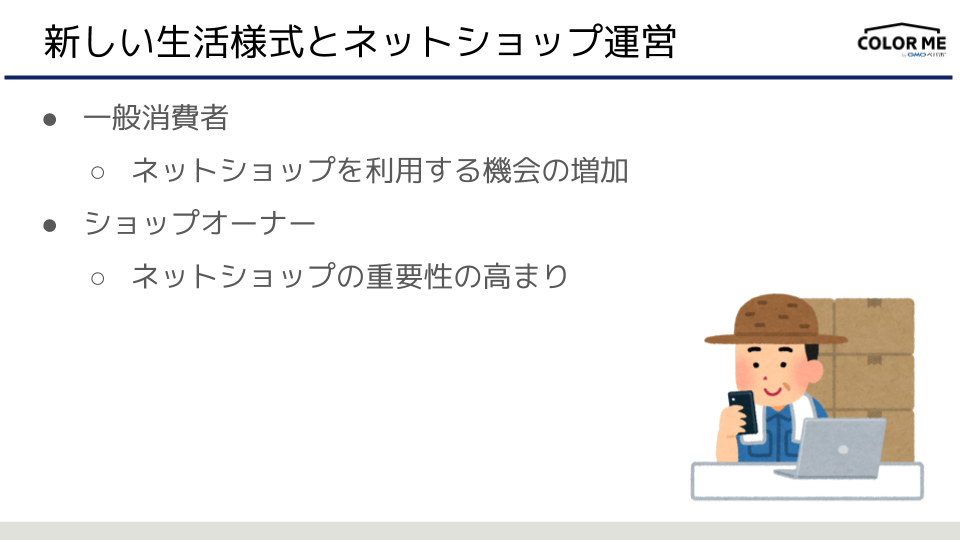 新しい生活様式とネットショップ運営
COLOR ME
by GMOペパボ
● 一般消費者
○ ネットショップを利用する機会の増加
● ショップオーナー
○ ネットショップの重要性の高まり